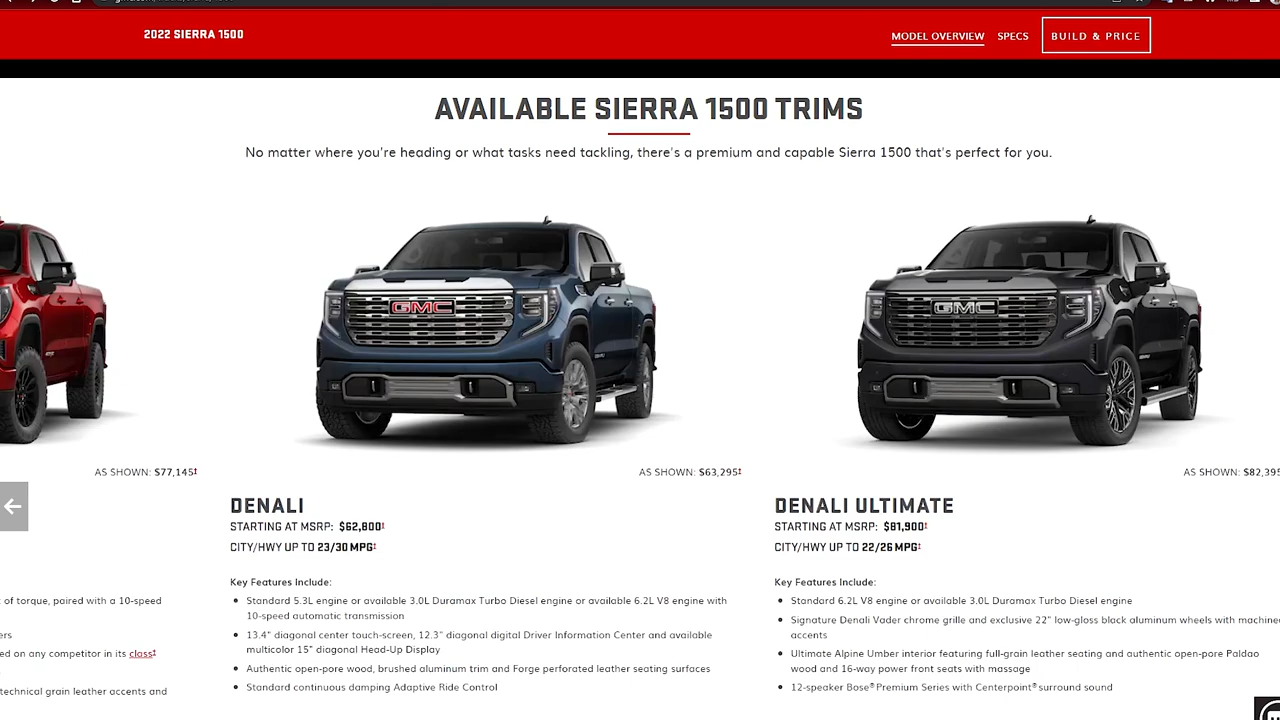 2022 SIERRA 1500
MODEL OVERVIEW
SPECS
BUILD & PRICE
AVAILABLE SIERRA 1500 TRIMS
No matter where you're heading or what tasks need tackling, there's a premium and capable Sierra 1500 that's perfect for you.
GMC
GMC
AS SHOWN: $77,145‡
AS SHOWN: $63,295‡
AS SHOWN: $82,395
DENALI
STARTING AT MSRP: $62,800‡
CITY/HWY UP TO 23/30 MPG‡
Key Features Include:
Standard 5.3L engine or available 3.0L Duramax Turbo Diesel engine or available 6.2L V8 engine with
10-speed automatic transmission
13.4" diagonal center touch-screen, 12.3" diagonal digital Driver Information Center and available
multicolor 15" diagonal Head-Up Display
Authentic open-pore wood, brushed aluminum trim and Forge perforated leather seating surfaces
Standard continuous damping Adaptive Ride Control
DENALI ULTIMATE
STARTING AT MSRP: $81,900‡
CITY/HWY UP TO 22/26 MPG‡
Key Features Include:
Standard 6.2L V8 engine or available 3.0L Duramax Turbo Diesel engine
Signature Denali Vader chrome grille and exclusive 22" low-gloss black aluminum wheels with machine
accents
Ultimate Alpine Umber interior featuring full-grain leather seating and authentic open-pore Paldao
wood and 16-way power front seats with massage
12-speaker Bose® Premium Series with Centerpoint® surround sound
of torque, paired with a 10-speed
ers
ed on any competitor in its class‡
technical grain leather accents and